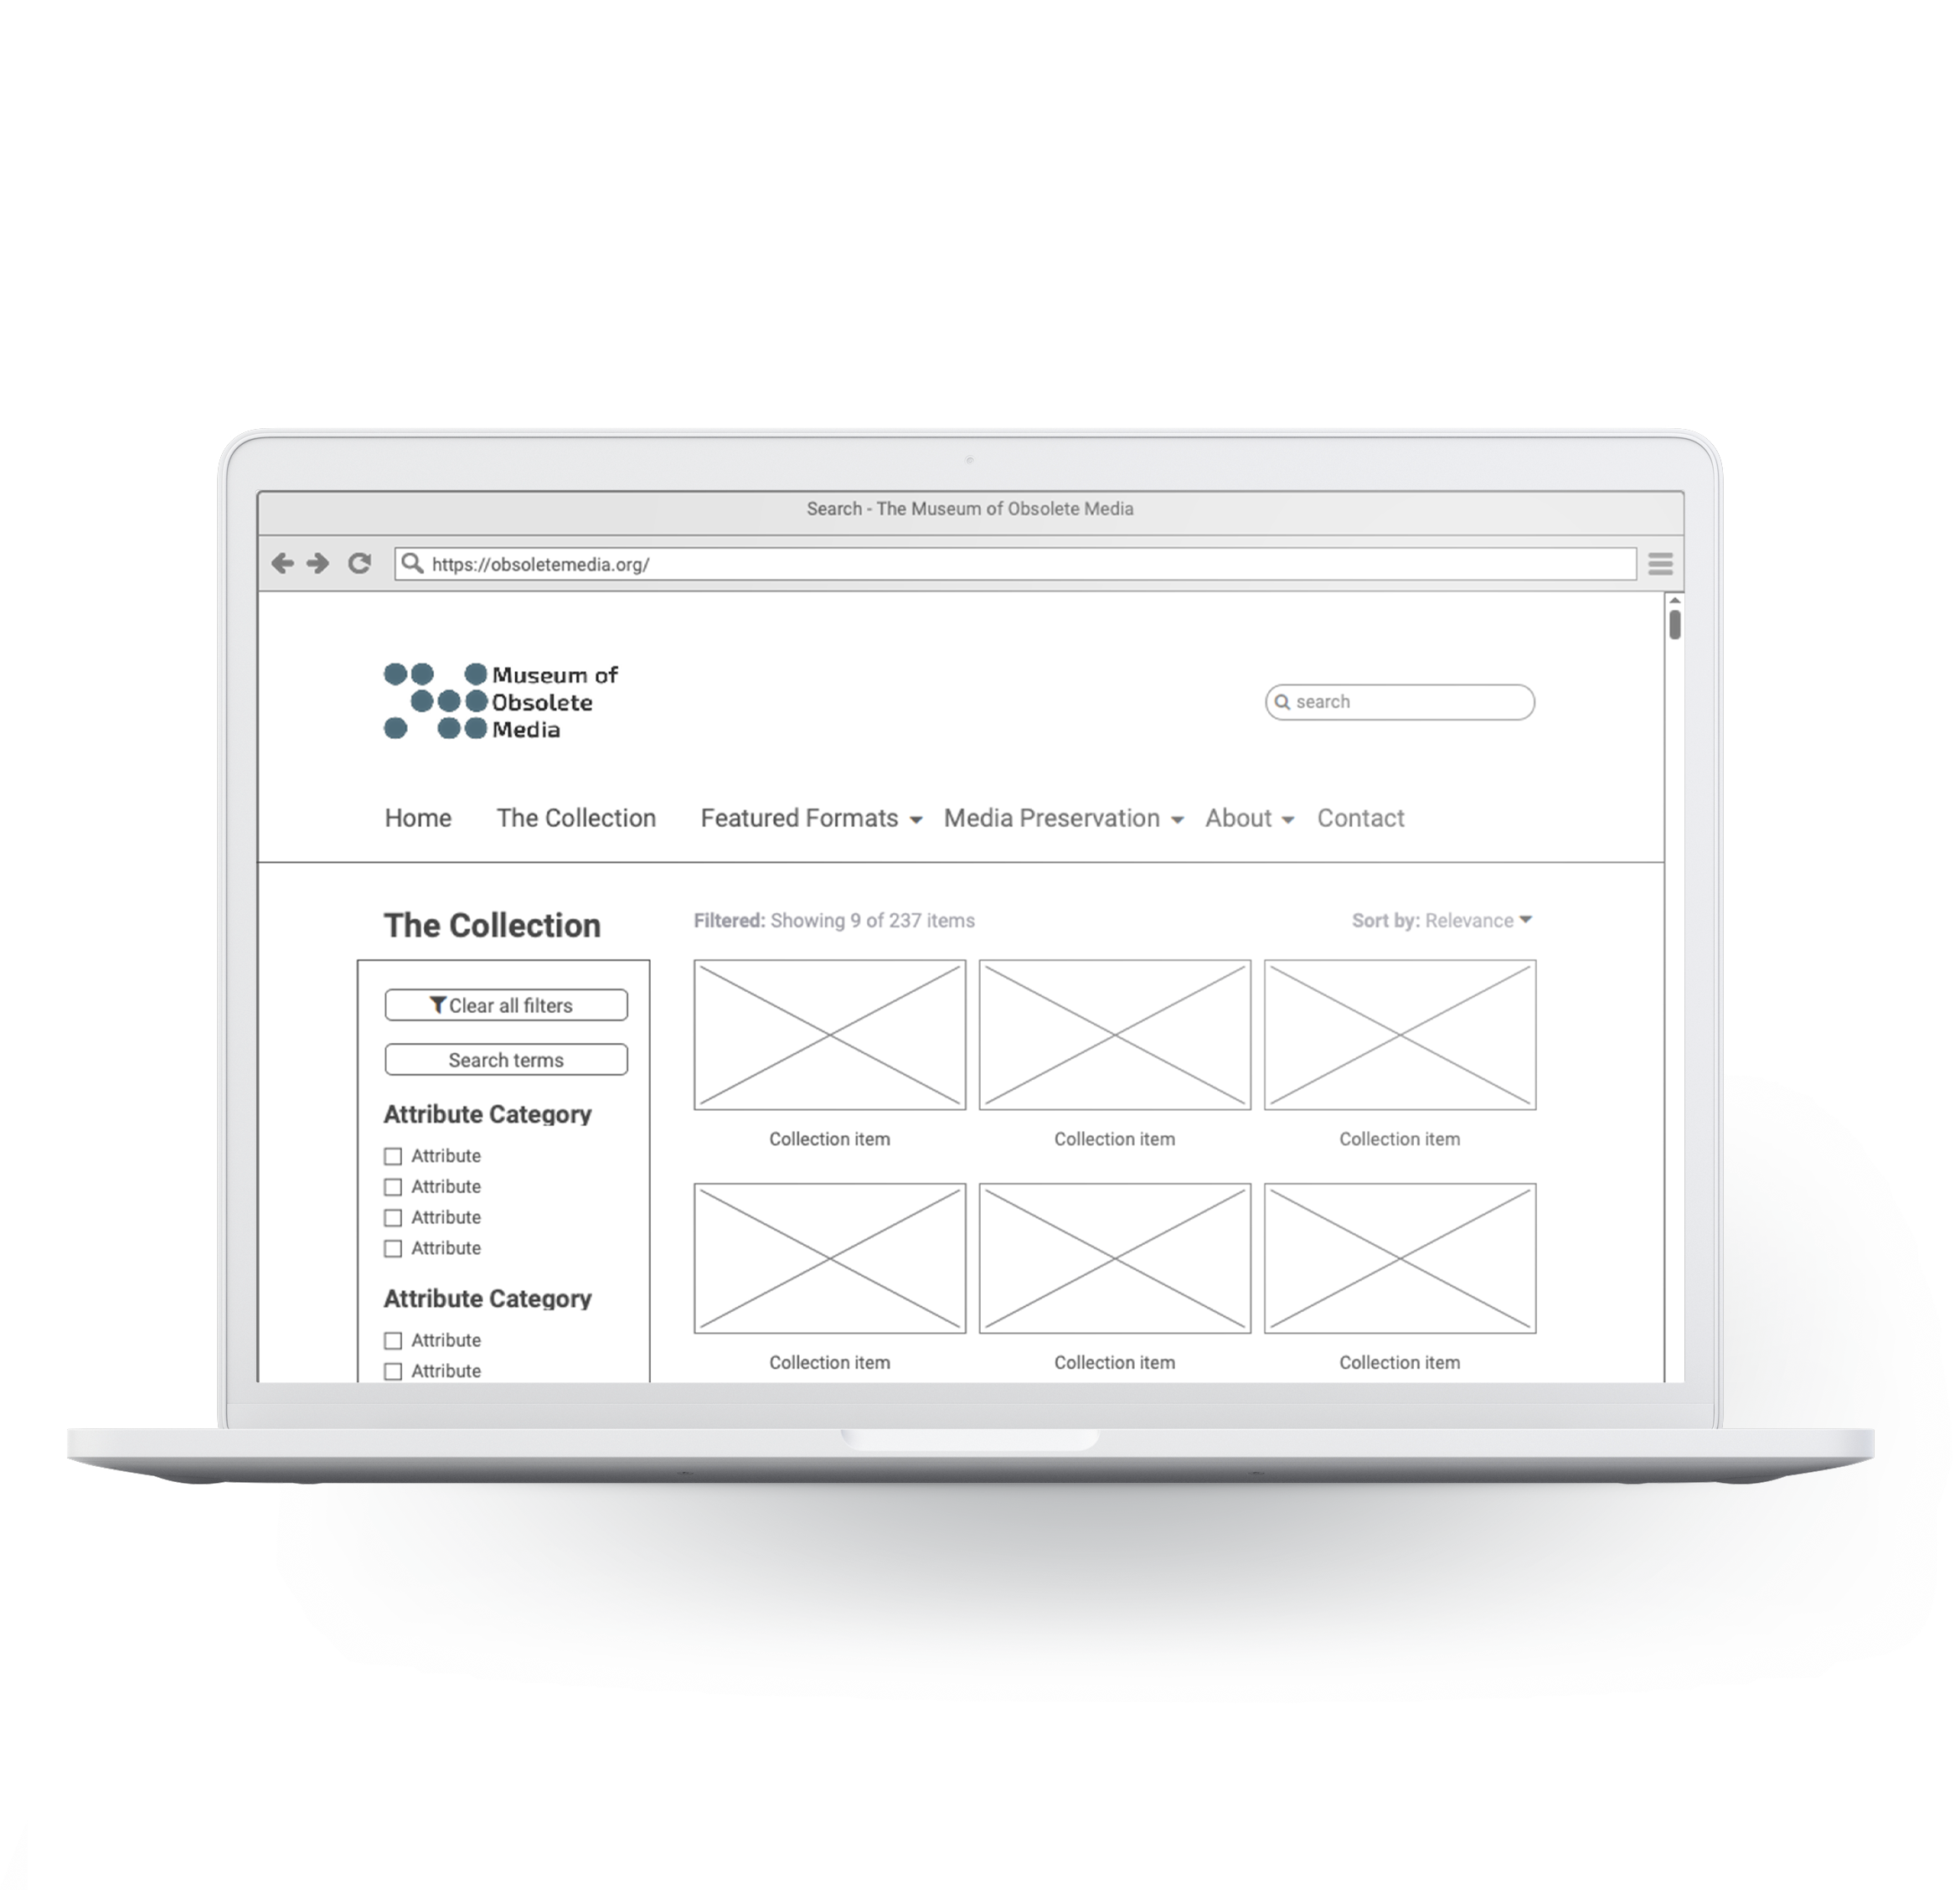 Search - The Museum of Obsolete Media
https://obsoletemedia.org/
Museum of
Obsolete
Media
search
Home The Collection Featured Formats Media Preservation About Contact
The Collection
Filtered: Showing 9 of 237 items
Sort by: Relevance
Clear all filters
Search terms
Attribute Category
Attribute
Attribute
Attribute
Attribute
Attribute Category
Attribute
Attribute
Collection item Collection item Collection item
Collection item Collection item Collection item